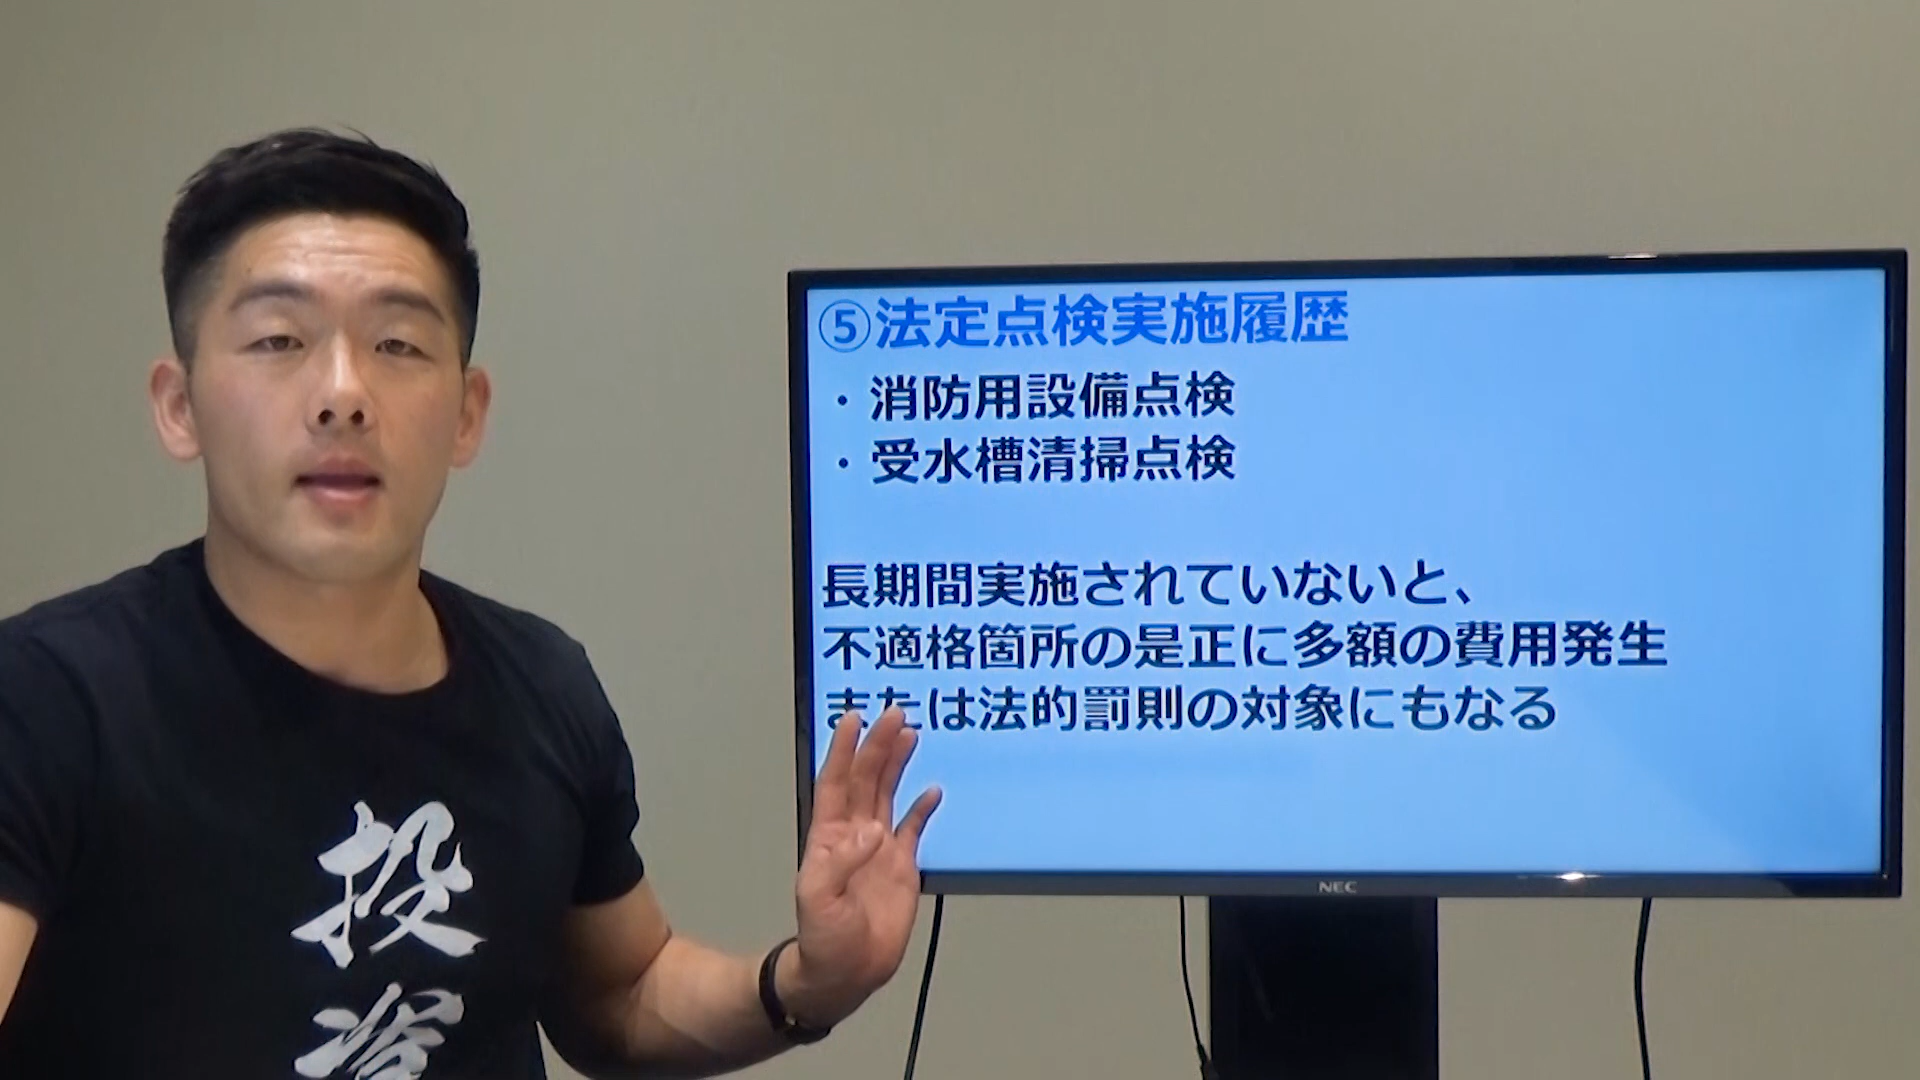 ⑤法定点検実施履歴
・消防用設備点検
・受水槽清掃点検
長期間実施されていないと、
不適格箇所の是正に多額の費用発生
または法的罰則の対象にもなる
NEC
投
資